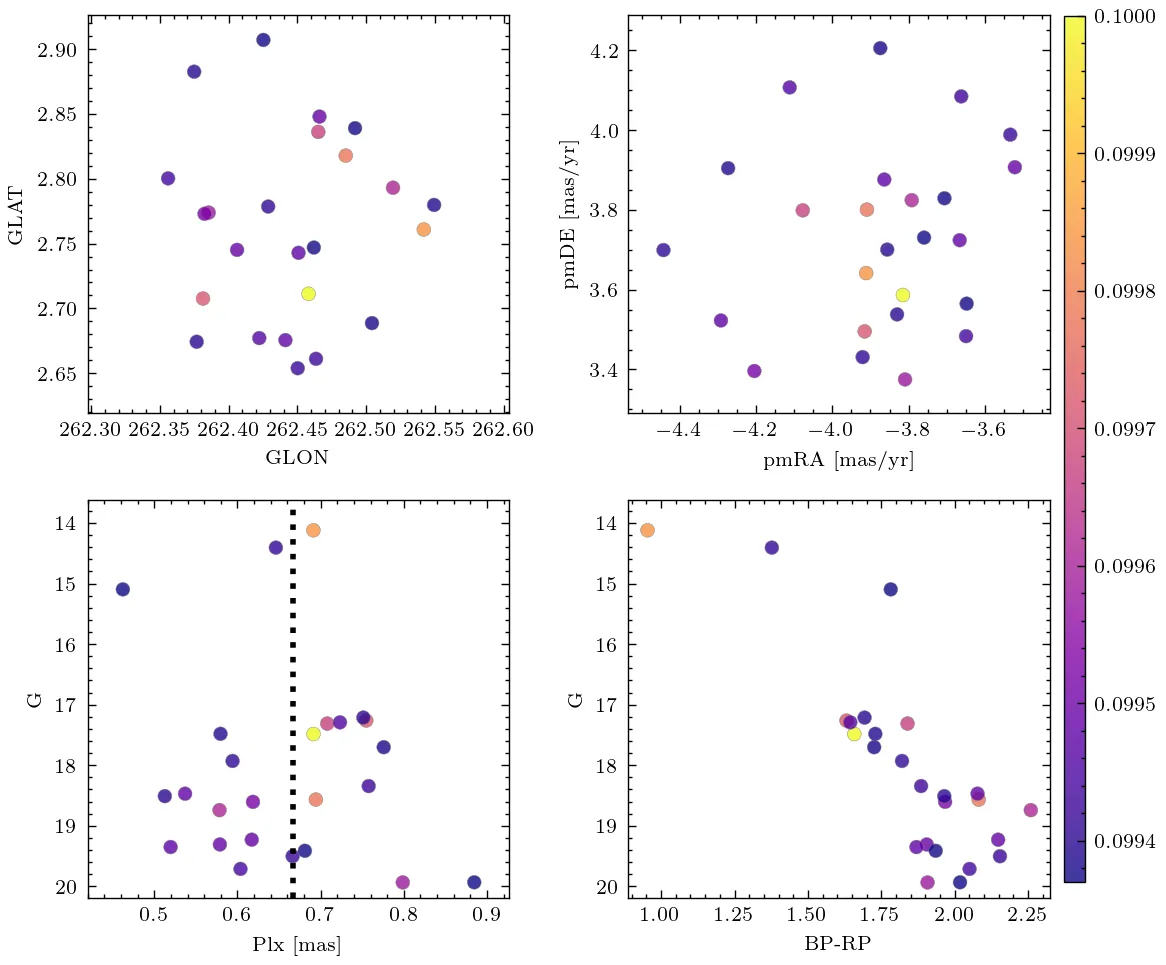 2.90
2.85
2.80
2.75
2.70
2.65
GLAT
262.30 262.35 262.40 262.45 262.50 262.55 262.60
GLON
4.2
4.0
3.8
3.6
3.4
pmDE [mas/yr]
−4.4 −4.2 −4.0 −3.8 −3.6
pmRA [mas/yr]
14
15
16
17
18
19
20
G
0.5 0.6 0.7 0.8 0.9
Plx [mas]
14
15
16
17
18
19
20
G
1.00 1.25 1.50 1.75 2.00 2.25
BP-RP
0.1000
0.0999
0.0998
0.0997
0.0996
0.0995
0.0994